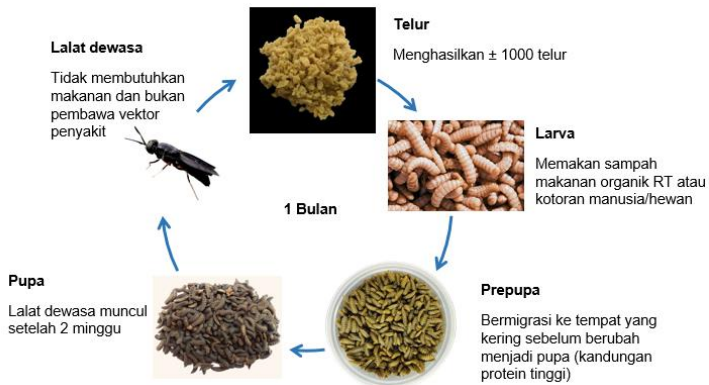 Telur
Menghasilkan ± 1000 telur
Larva
Memakan sampah
makanan organik RT atau
kotoran manusia/hewan
Prepupa
Bermigrasi ke tempat yang
kering sebelum berubah
menjadi pupa (kandungan
protein tinggi)
Pupa
Lalat dewasa muncul
setelah 2 minggu
Lalat dewasa
Tidak membutuhkan
makanan dan bukan
pembawa vektor
penyakit
1 Bulan